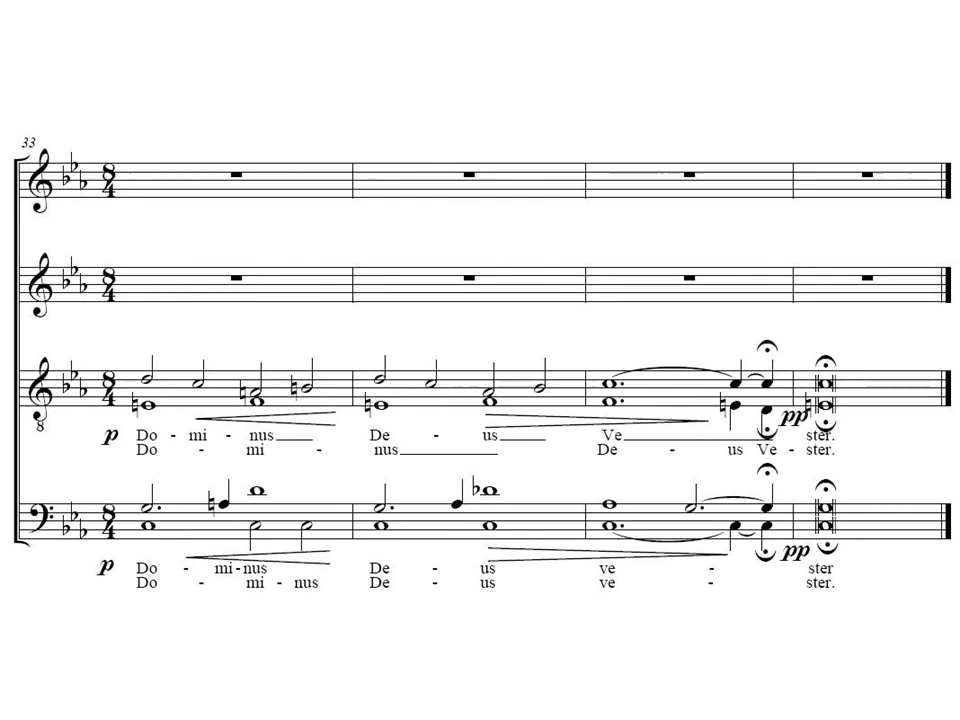 33
8
4
8
4
8
4
8
p Do - mi - nus De - us Ve pp ster.
Do - mi - nus De - us Ve - ster.
8
4
p Do - mi - nus De - us ve - pp ster
Do - mi - nus De - us ve - ster.